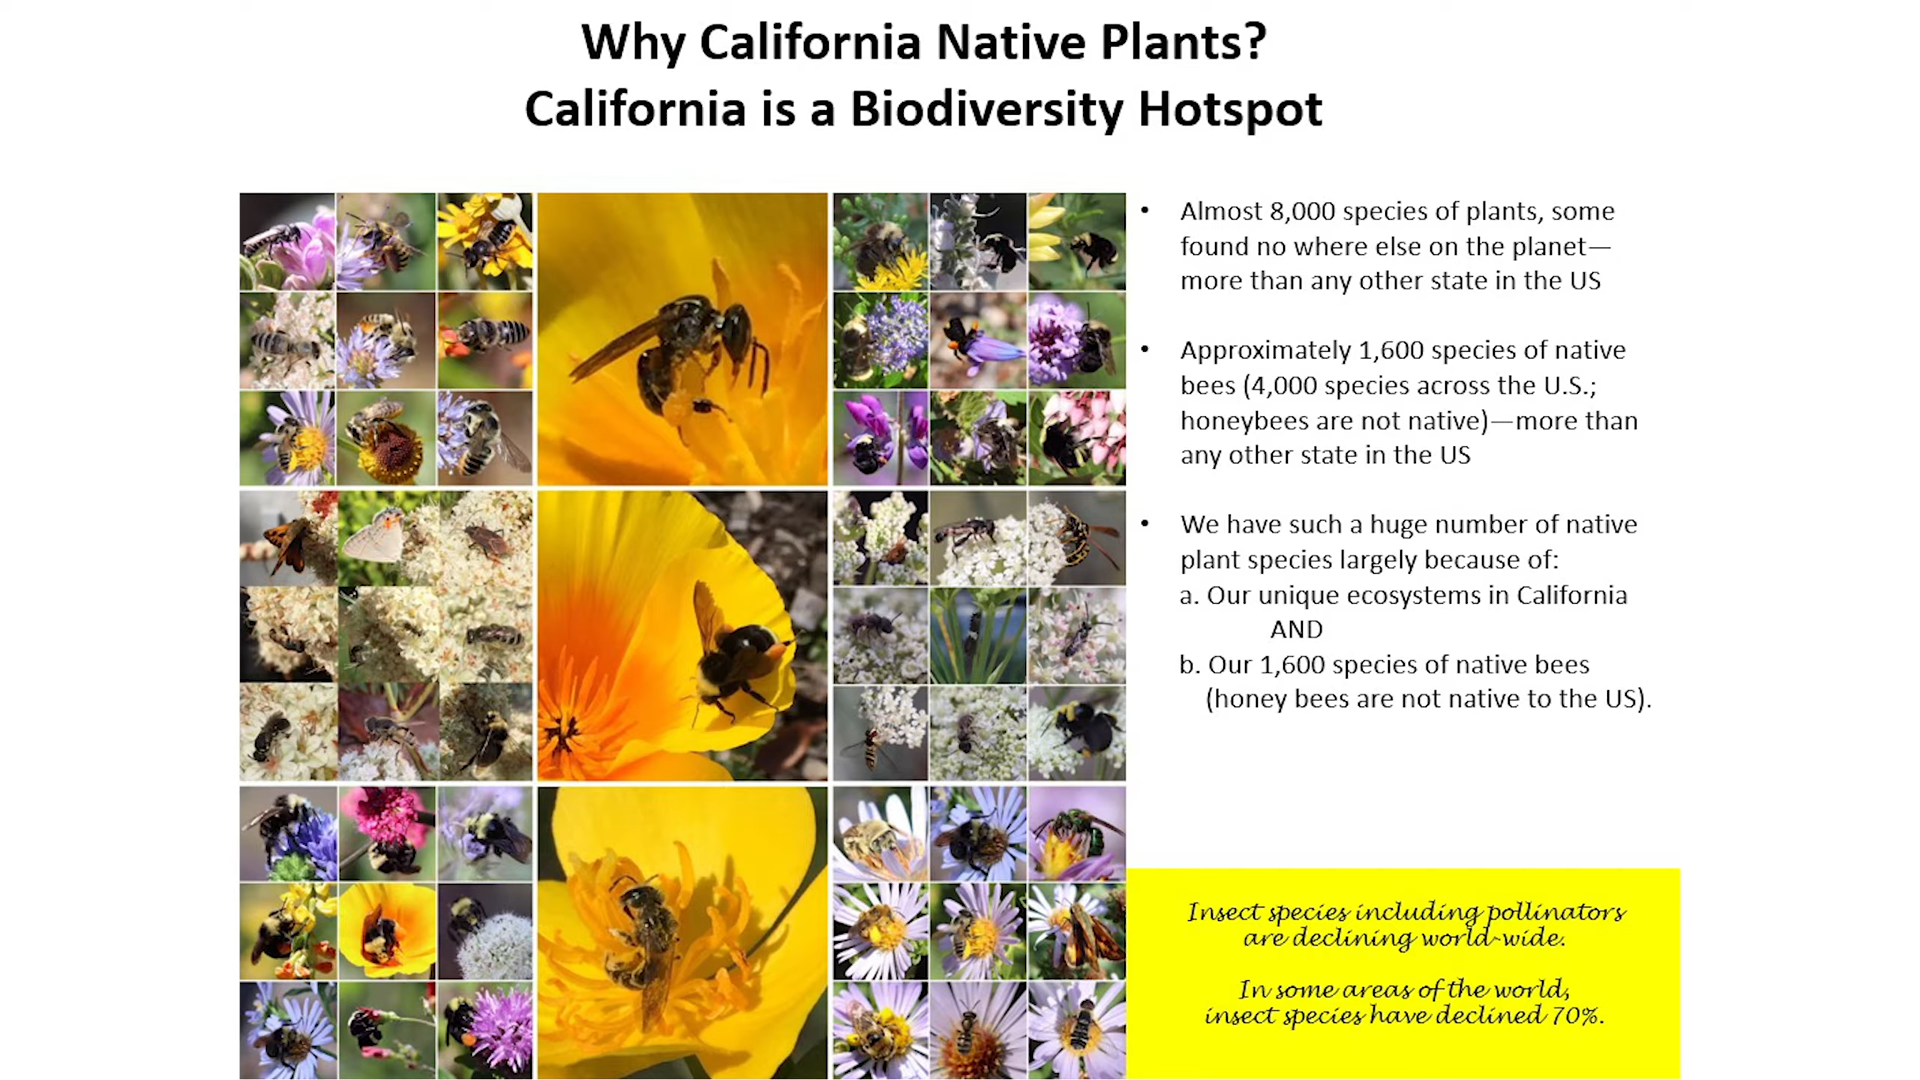 Why California Native Plants?
California is a Biodiversity Hotspot
• Almost 8,000 species of plants, some
found no where else on the planet—
more than any other state in the US
• Approximately 1,600 species of native
bees (4,000 species across the U.S.;
honeybees are not native)—more than
any other state in the US
• We have such a huge number of native
plant species largely because of:
a. Our unique ecosystems in California
AND
b. Our 1,600 species of native bees
(honey bees are not native to the US).
Insect species including pollinators
are declining world-wide.
In some areas of the world,
insect species have declined 70%.